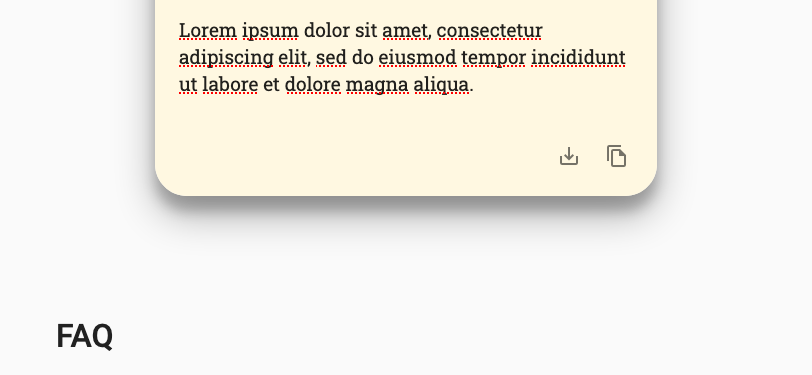 Lorem ipsum dolor sit amet, consectetur
adipiscing elit, sed do eiusmod tempor incididunt
ut labore et dolore magna aliqua.
FAQ